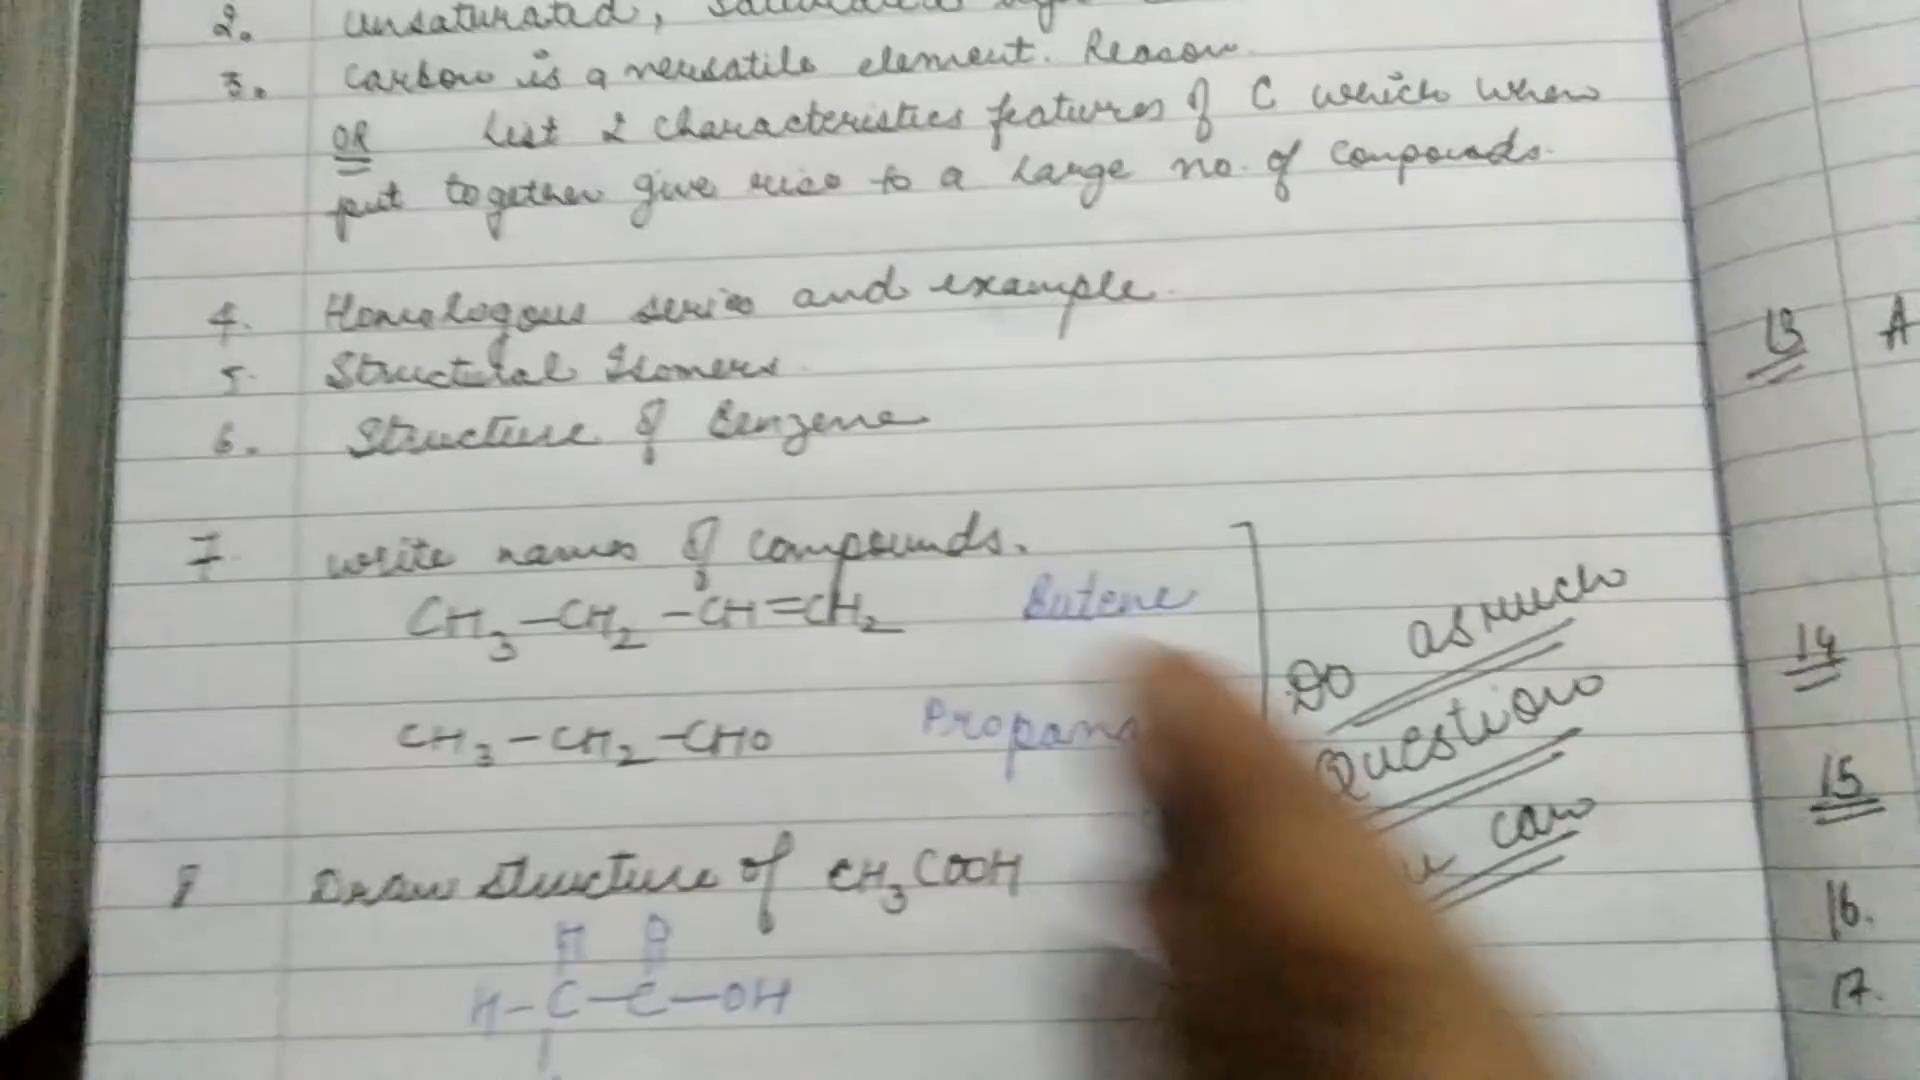 2. unsaturated, saturated
3. Carbon is a versatile element. Reason.
OR List 2 characteristics features of C which when
put together give rise to a large no. of compounds.
4. Homologous series and example.
5. Structural Isomers.
6. Structure of Benzene
7. write names of compounds.
CH3-CH2-CH=CH2 Butene
CH3-CH2-CHO Propana
Do as much
Question
can
8 Draw structure of CH3COOH
H O
H-C-C-OH
13 A
14
15
16.
17.